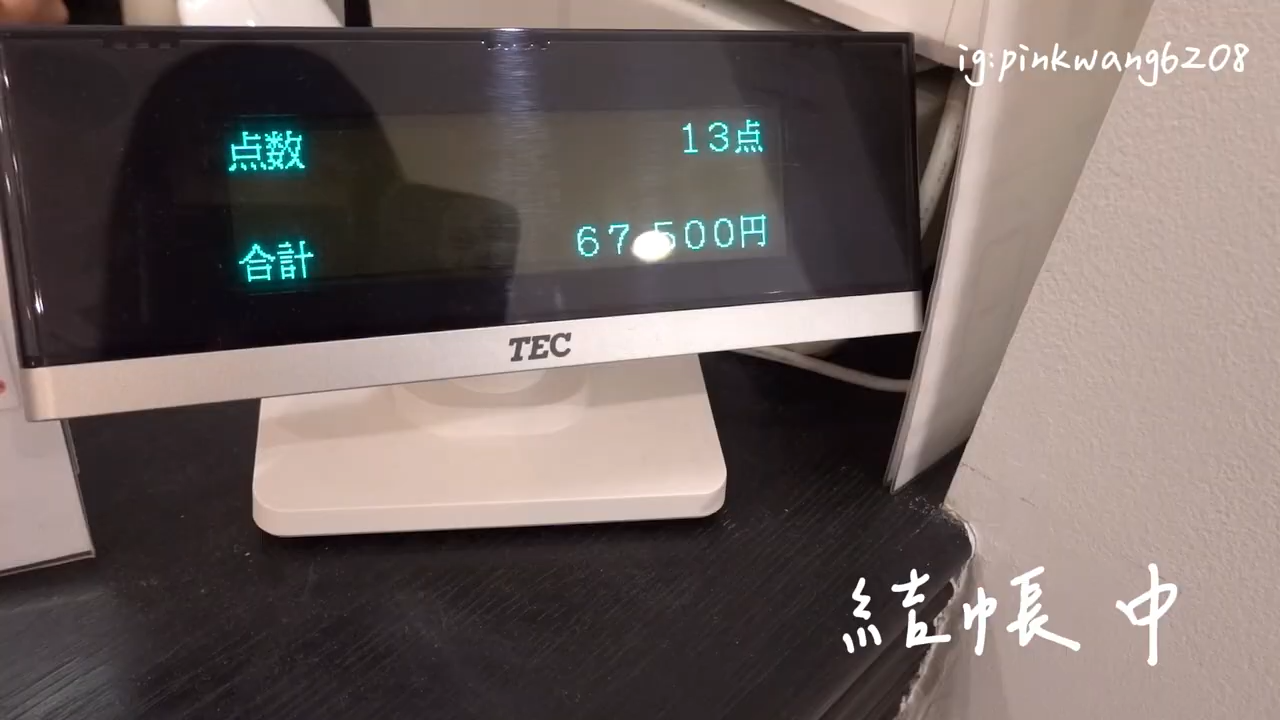 ig:pinkwang6208
点数 13点
合計 67,500円
TEC
結帳 中